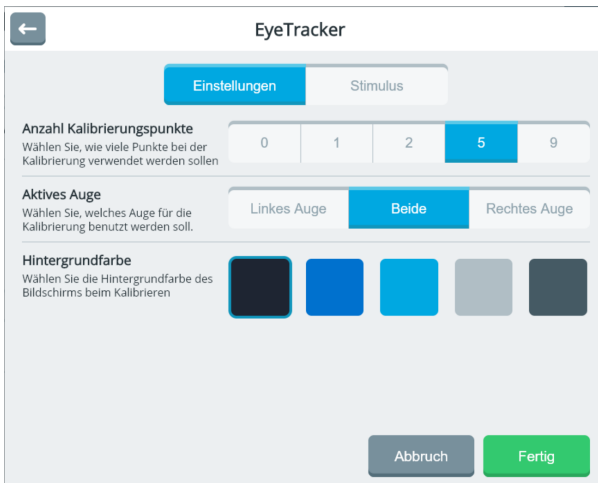 EyeTracker
Einstellungen Stimulus
Anzahl Kalibrierungspunkte
Wählen Sie, wie viele Punkte bei der
Kalibrierung verwendet werden sollen
0 1 2 5 9
Aktives Auge
Wählen Sie, welches Auge für die
Kalibrierung benutzt werden soll.
Linkes Auge Beide Rechtes Auge
Hintergrundfarbe
Wählen Sie die Hintergrundfarbe des
Bildschirms beim Kalibrieren
Abbruch Fertig